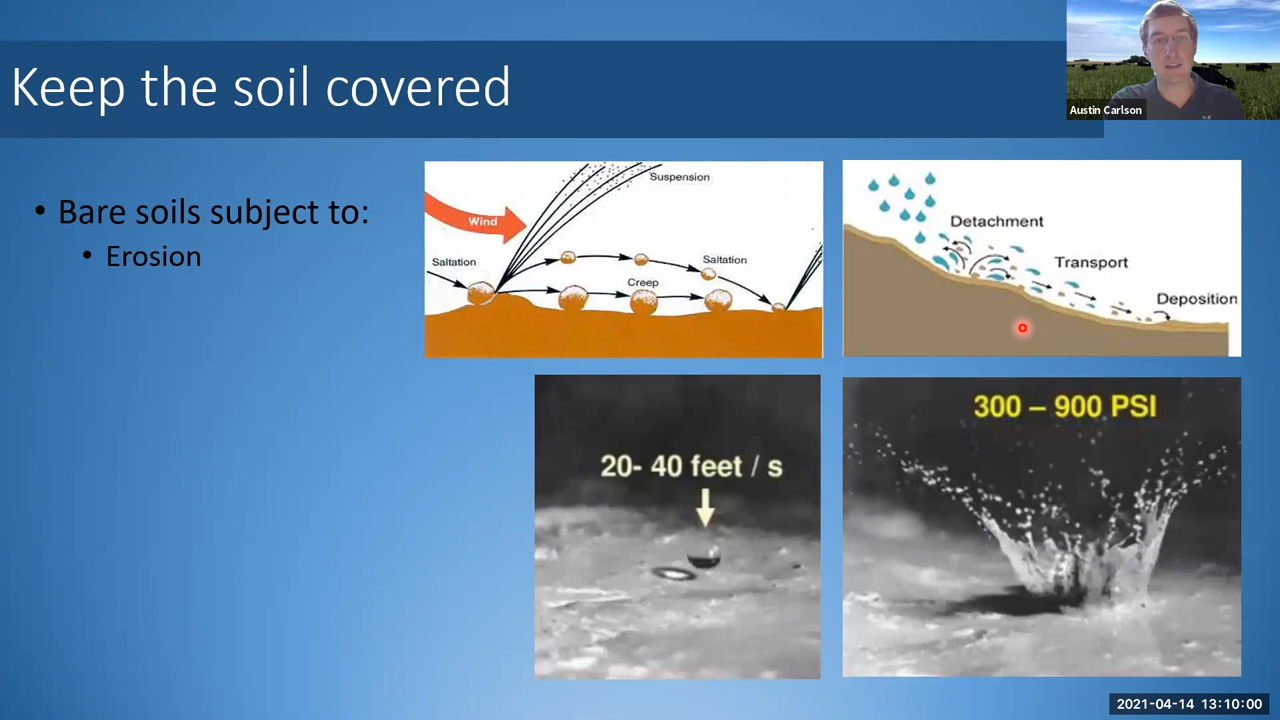 Keep the soil covered
Austin Carlson
• Bare soils subject to:
• Erosion
Suspension
Wind
Saltation
Saltation
Creep
Detachment
Transport
Deposition
20- 40 feet / s
300 – 900 PSI
2021-04-14 13:10:00